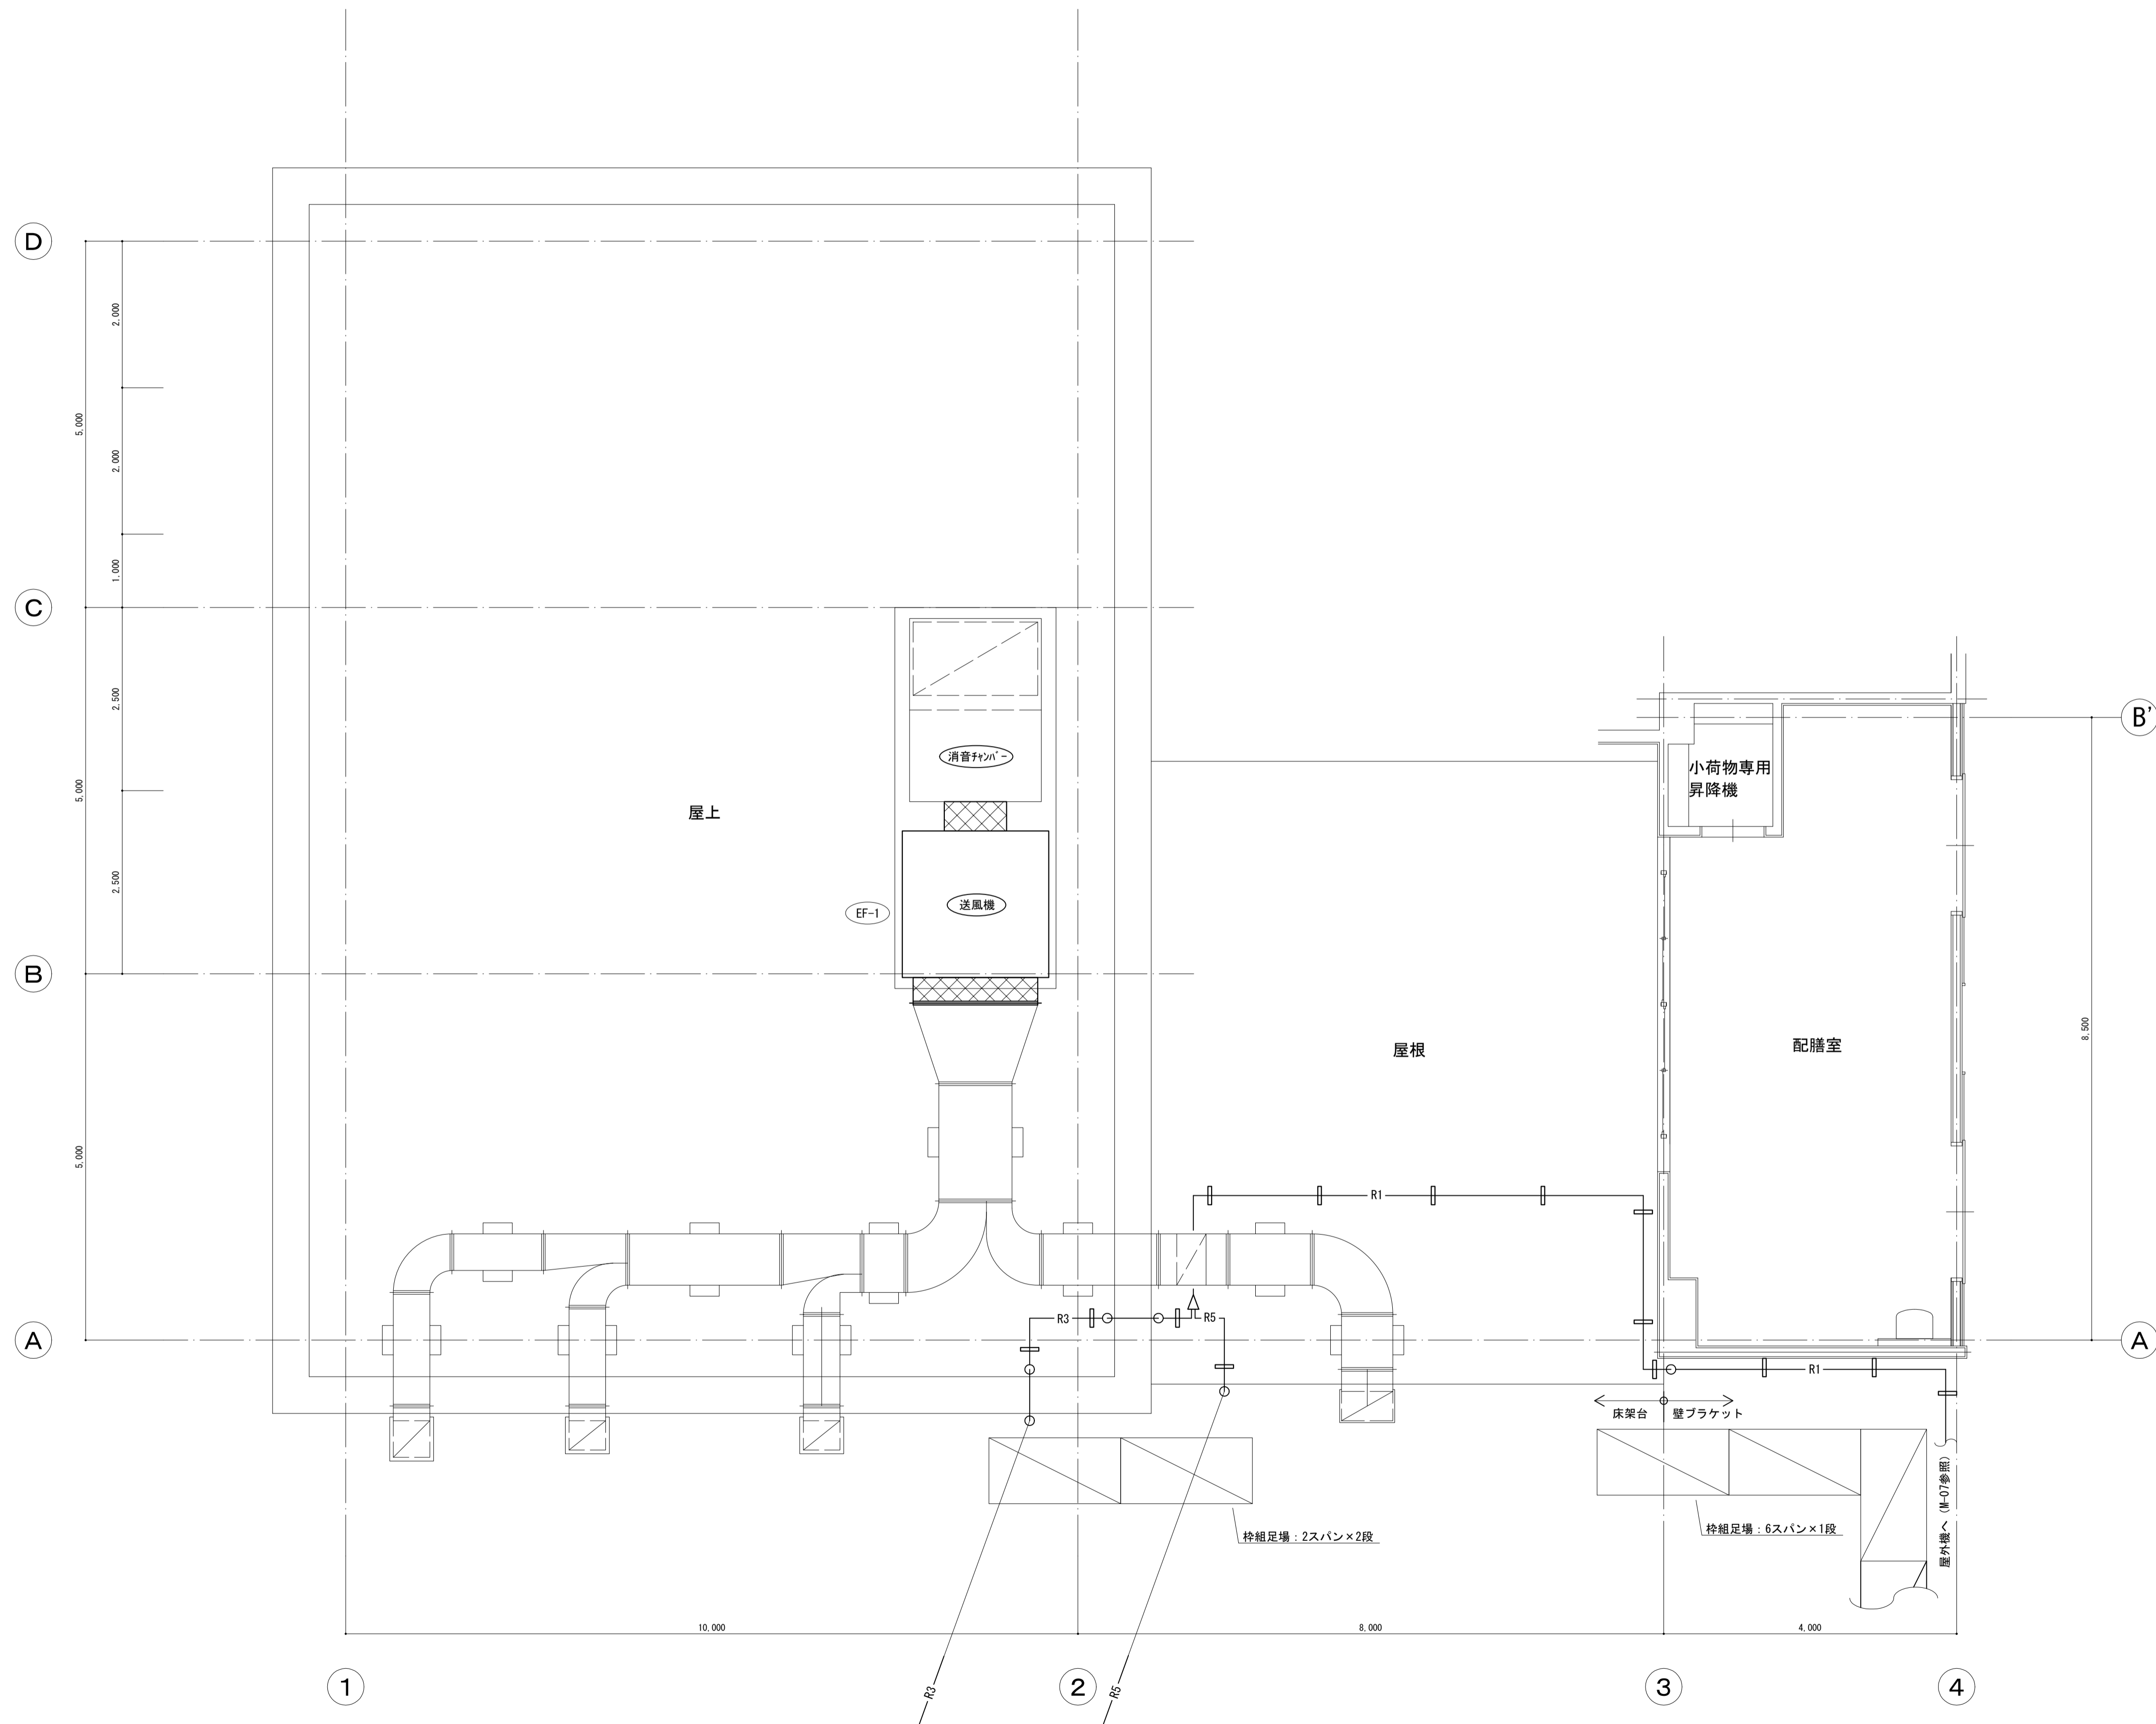 D
2,000
5,000
2,000
1,000
C
2,500
消音ﾁｬﾝﾊﾞｰ
B'
小荷物専用
昇降機
5,000
屋上
2,500
EF-1
送風機
B
屋根
配膳室
8,500
5,000
R1
R3
R5
A
A
R1
床架台
壁ブラケット
屋外機へ (M-07参照)
枠組足場：2スパン×2段
枠組足場：6スパン×1段
10,000
8,000
4,000
1
2
3
4
R3
R5